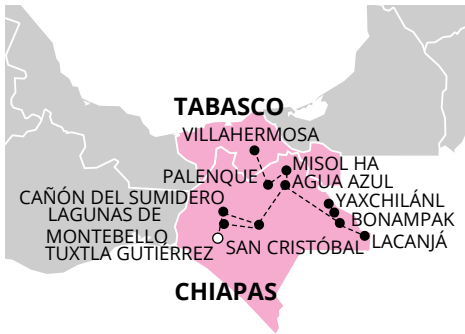 TABASCO
VILLAHERMOSA
MISOL HA
PALENQUE
AGUA AZUL
CAÑÓN DEL SUMIDERO
YAXCHILÁNL
LAGUNAS DE
MONTEBELLO
BONAMPAK
TUXTLA GUTIÉRREZ
SAN CRISTÓBAL
LACANJÁ
CHIAPAS